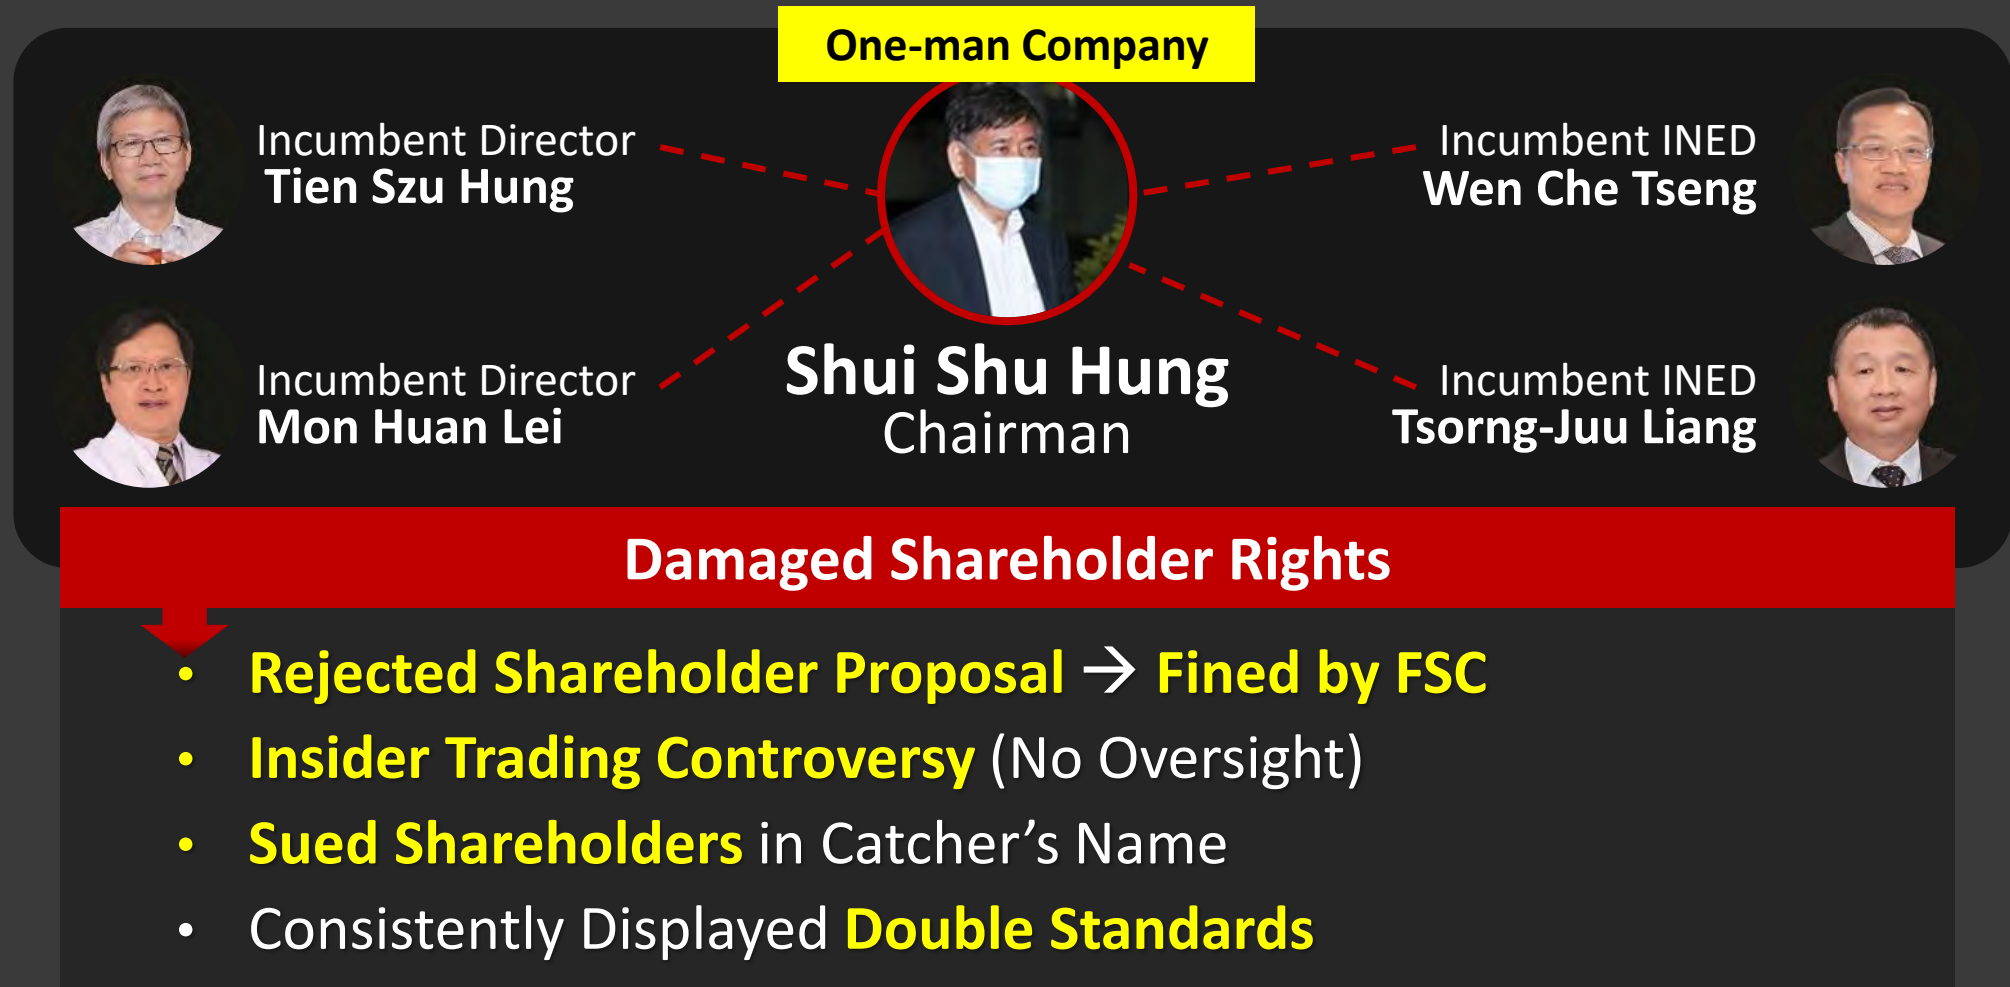 One-man Company
Incumbent Director
Tien Szu Hung
Incumbent INED
Wen Che Tseng
Incumbent Director
Mon Huan Lei
Shui Shu Hung
Chairman
Incumbent INED
Tsorng-Juu Liang
Damaged Shareholder Rights
• Rejected Shareholder Proposal → Fined by FSC
• Insider Trading Controversy (No Oversight)
• Sued Shareholders in Catcher’s Name
• Consistently Displayed Double Standards